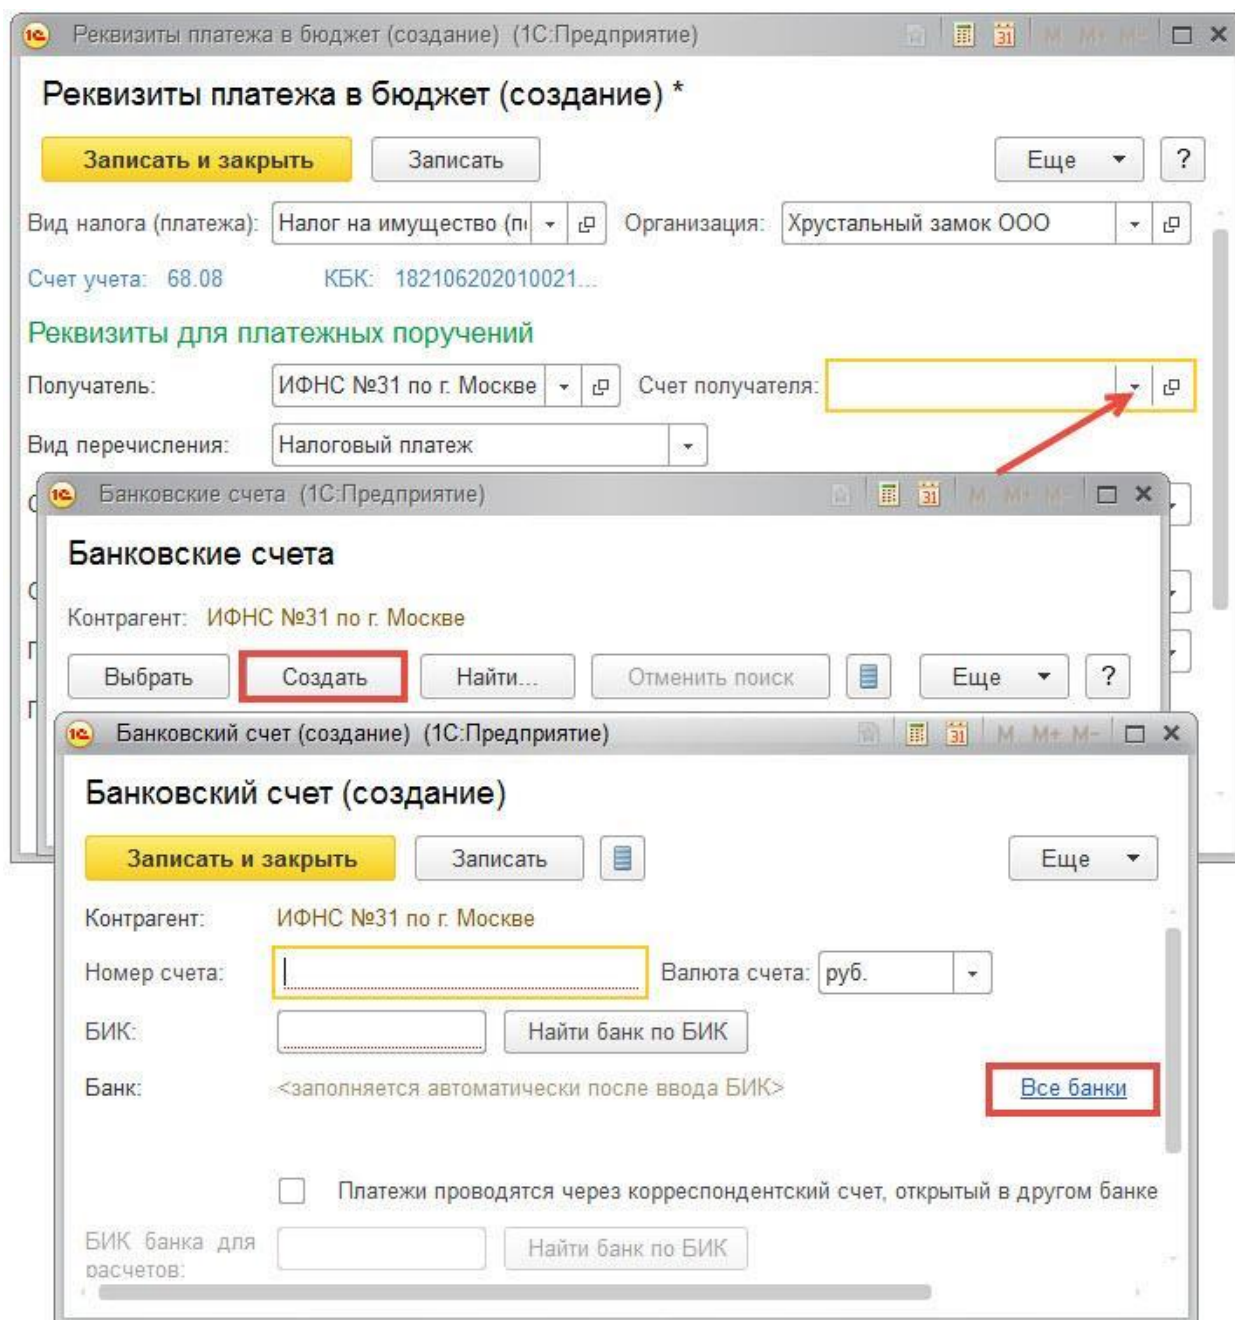 Реквизиты платежа в бюджет (создание) (1С:Предприятие)
31 M M+ M-
Реквизиты платежа в бюджет (создание) *
Записать и закрыть Записать Еще ?
Вид налога (платежа): Налог на имущество (п Организация: Хрустальный замок ООО
Счет учета: 68.08 КБК: 182106202010021...
Реквизиты для платежных поручений
Получатель: ИФНС №31 по г. Москве Счет получателя:
Вид перечисления: Налоговый платеж
Банковские счета (1С:Предприятие)
31 M M+ M-
Банковские счета
Контрагент: ИФНС №31 по г. Москве
Выбрать Создать Найти... Отменить поиск Еще ?
Банковский счет (создание) (1С:Предприятие)
31 M M+ M-
Банковский счет (создание)
Записать и закрыть Записать Еще
Контрагент: ИФНС №31 по г. Москве
Номер счета: Валюта счета: руб.
БИК: Найти банк по БИК
Банк: <заполняется автоматически после ввода БИК> Все банки
Платежи проводятся через корреспондентский счет, открытый в другом банке
БИК банка для Найти банк по БИК
расчетов: